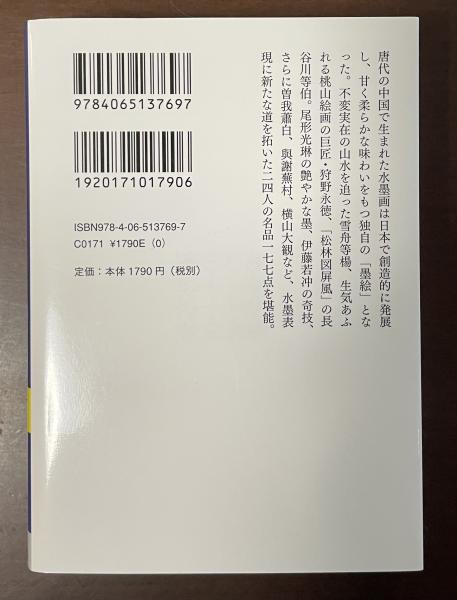 唐代の中国で生まれた水墨画は日本で創造的に発展
し、甘く柔らかな味わいをもつ独自の「墨絵」とな
った。不変実在の山水を追った雪舟等楊、生気あふ
れる桃山絵画の巨匠・狩野永徳、「松林図屛風」の長
谷川等伯。尾形光琳の艶やかな墨、伊藤若冲の奇技、
さらに曾我蕭白、與謝蕪村、横山大観など、水墨表
現に新たな道を拓いた二四人の名品一七七点を堪能。
9784065137697
1920171017906
ISBN978-4-06-513769-7
C0171 ¥1790E (0)
定価:本体1790円(税別)